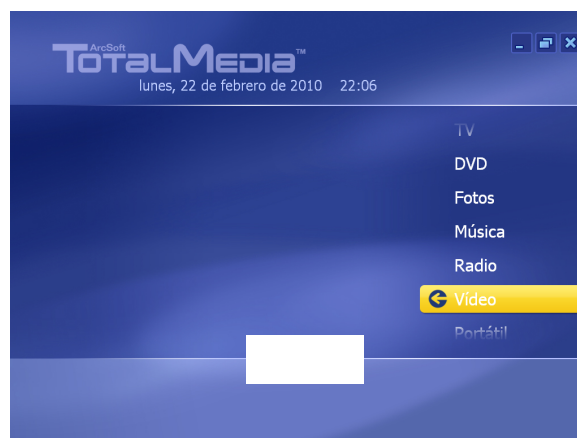 ArcSoft
TOTALMEDIA™
lunes, 22 de febrero de 2010 22:06
TV
DVD
Fotos
Música
Radio
Vídeo
Portátil